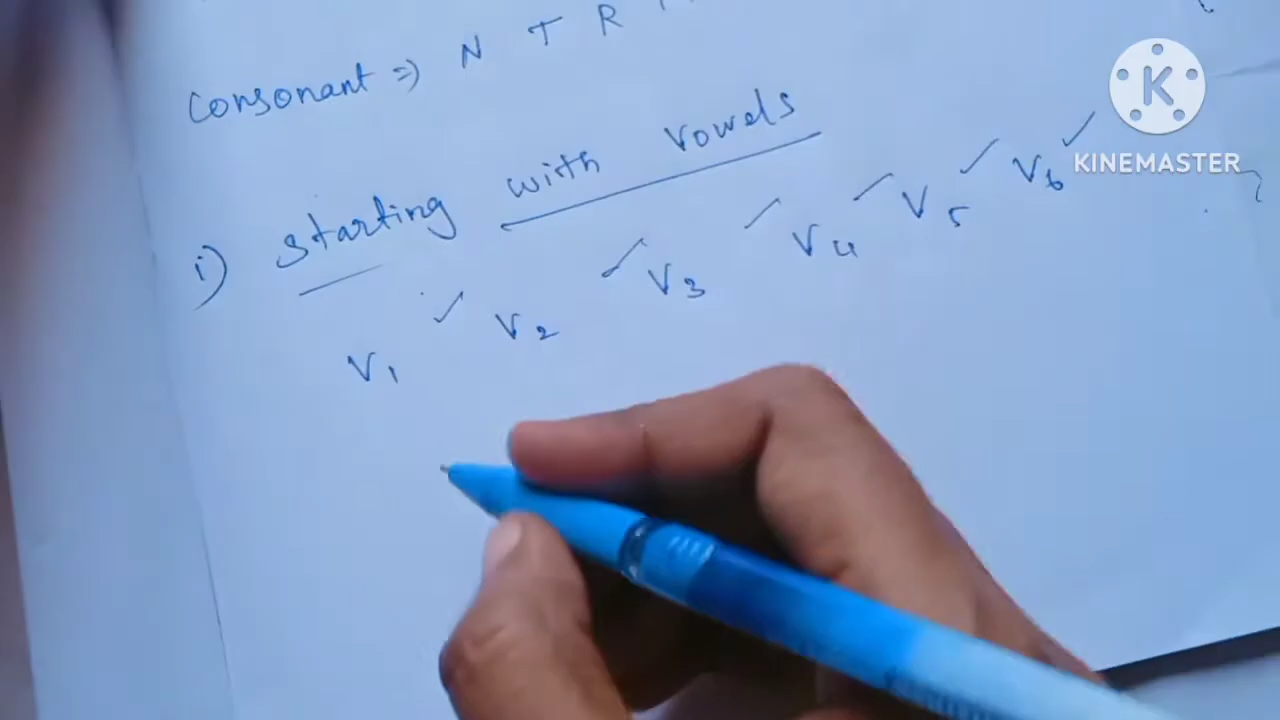 consonant => N T R
i) starting with vowels
V1 ✓ V2 ✓ V3 ✓ V4 ✓ V5 ✓ V6 ✓
K
KINEMASTER